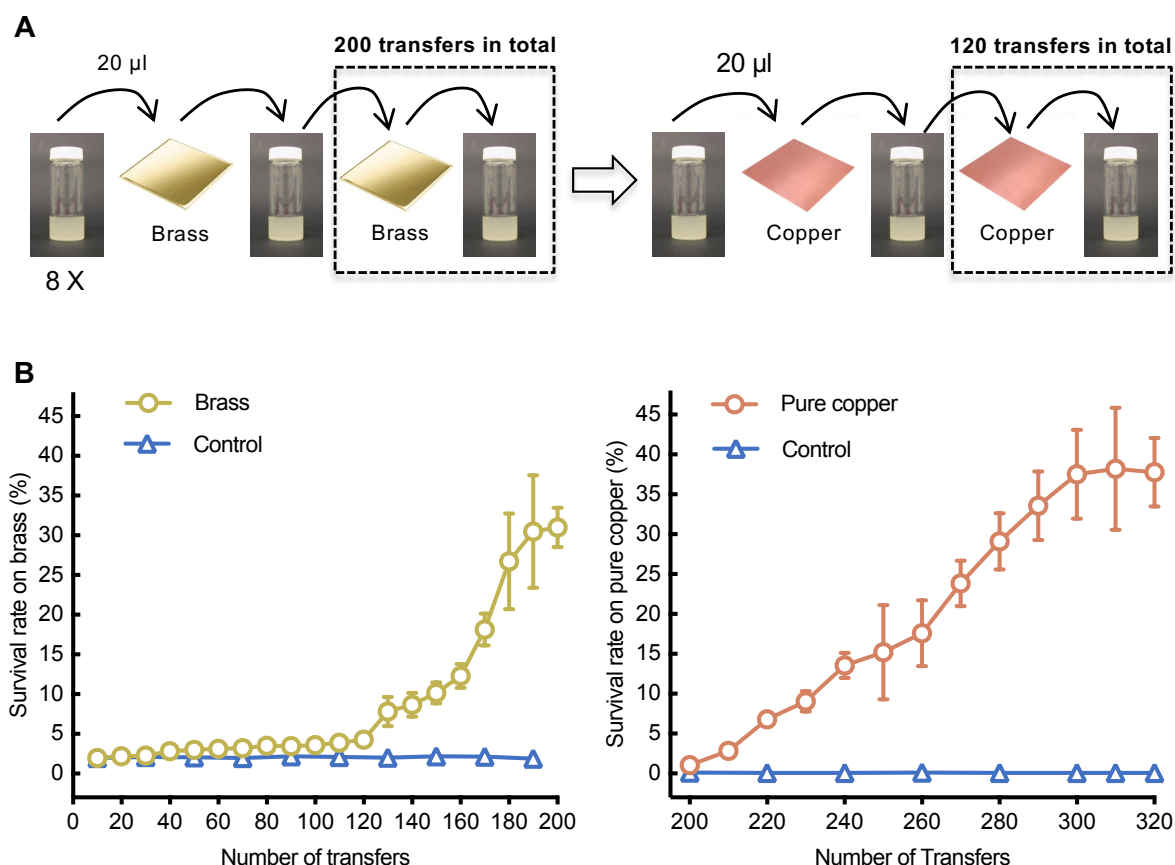 A
200 transfers in total
120 transfers in total
20 µl
20 µl
Brass
Brass
Copper
Copper
8 X
B
Brass
Control
Survival rate on brass (%)
45
40
35
30
25
20
15
10
5
0
0 20 40 60 80 100 120 140 160 180 200
Number of transfers
Pure copper
Control
Survival rate on pure copper (%)
45
40
35
30
25
20
15
10
5
0
200 220 240 260 280 300 320
Number of Transfers